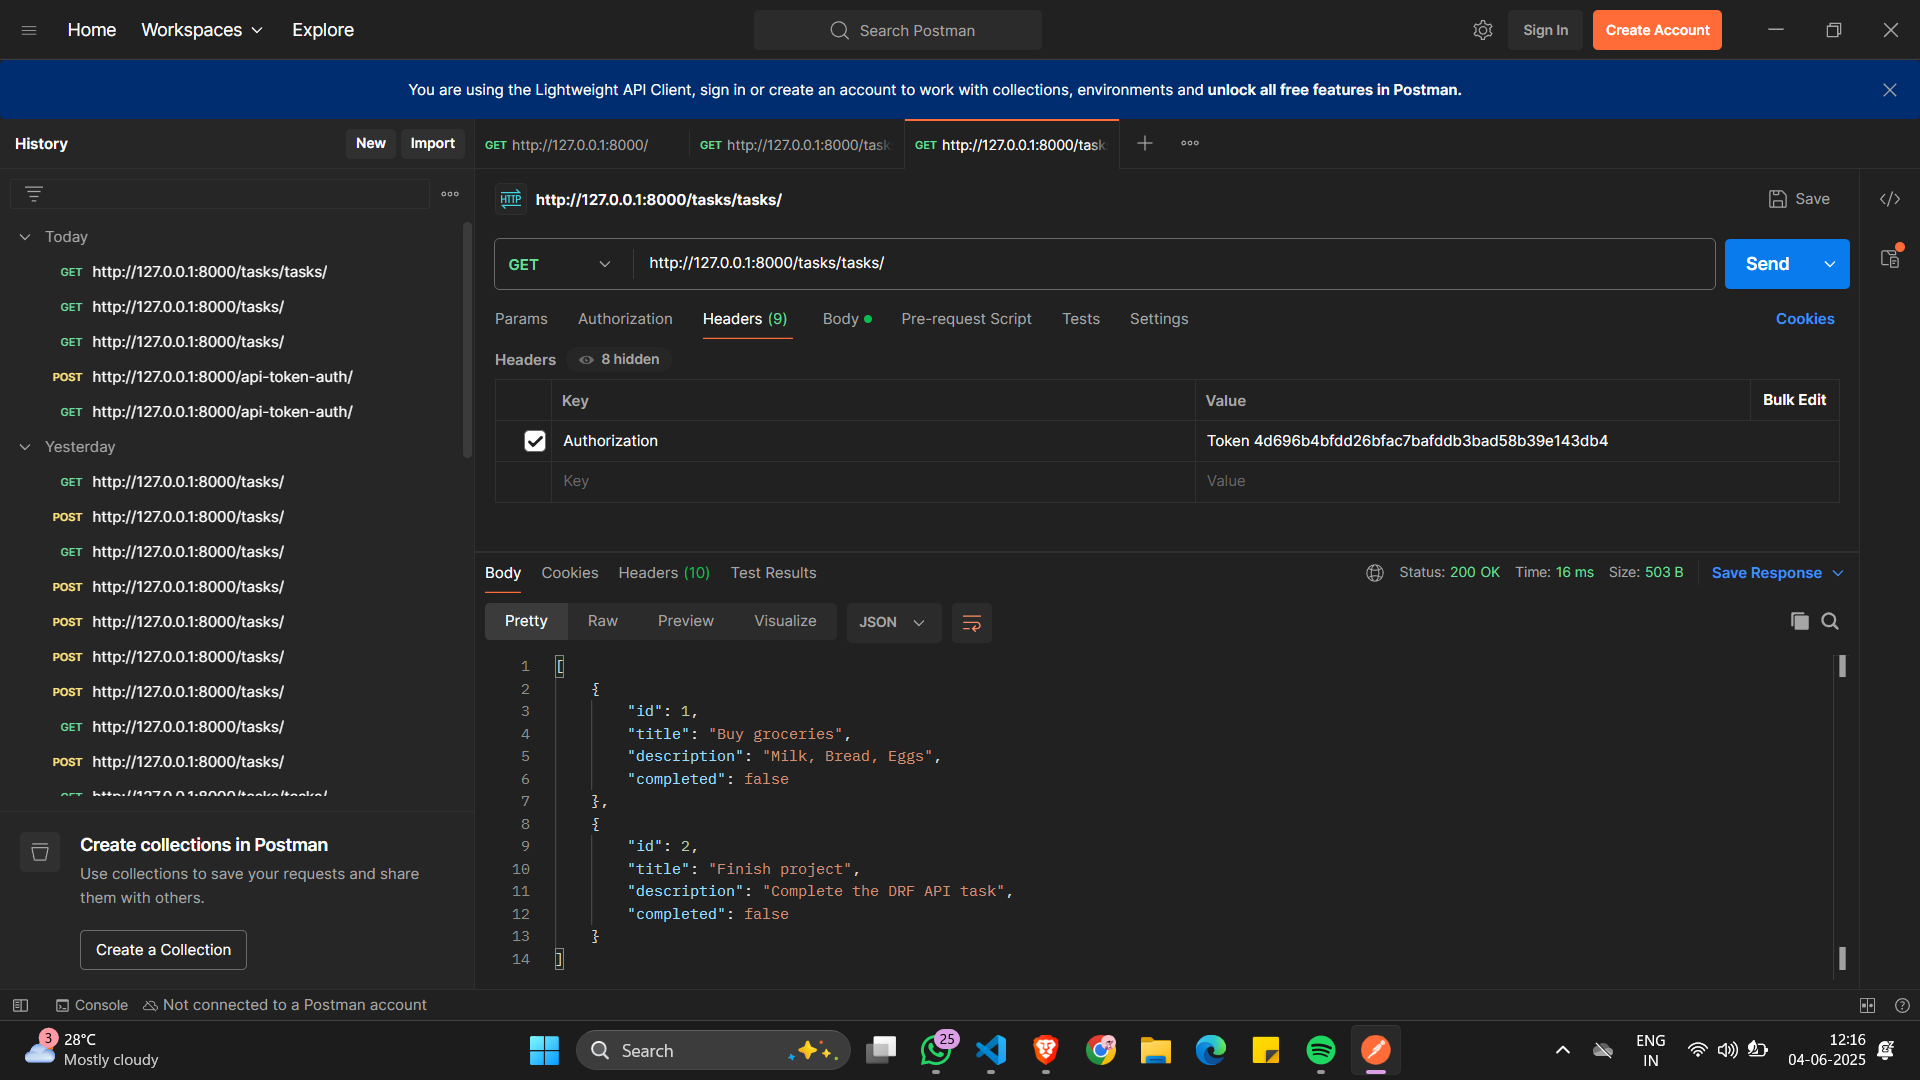 Home Workspaces Explore Search Postman Sign In Create Account
You are using the Lightweight API Client, sign in or create an account to work with collections, environments and unlock all free features in Postman.
History New Import
GET http://127.0.0.1:8000/ GET http://127.0.0.1:8000/task GET http://127.0.0.1:8000/task
Today
GET http://127.0.0.1:8000/tasks/tasks/
GET http://127.0.0.1:8000/tasks/
GET http://127.0.0.1:8000/tasks/
POST http://127.0.0.1:8000/api-token-auth/
GET http://127.0.0.1:8000/api-token-auth/
Yesterday
GET http://127.0.0.1:8000/tasks/
POST http://127.0.0.1:8000/tasks/
GET http://127.0.0.1:8000/tasks/
POST http://127.0.0.1:8000/tasks/
POST http://127.0.0.1:8000/tasks/
POST http://127.0.0.1:8000/tasks/
POST http://127.0.0.1:8000/tasks/
GET http://127.0.0.1:8000/tasks/
POST http://127.0.0.1:8000/tasks/
GET http://127.0.0.1:8000/tasks/tasks/
Create collections in Postman
Use collections to save your requests and share
them with others.
Create a Collection
HTTP http://127.0.0.1:8000/tasks/tasks/ Save
GET http://127.0.0.1:8000/tasks/tasks/ Send
Params Authorization Headers (9) Body Pre-request Script Tests Settings Cookies
Headers 8 hidden
Key Value Bulk Edit
Authorization Token 4d696b4bfdd26bfac7bafddb3bad58b39e143db4
Key Value
Body Cookies Headers (10) Test Results Status: 200 OK Time: 16 ms Size: 503 B Save Response
Pretty Raw Preview Visualize JSON
1 [
2 {
3 "id": 1,
4 "title": "Buy groceries",
5 "description": "Milk, Bread, Eggs",
6 "completed": false
7 },
8 {
9 "id": 2,
10 "title": "Finish project",
11 "description": "Complete the DRF API task",
12 "completed": false
13 }
14 ]
Console Not connected to a Postman account
3 28°C
Mostly cloudy
Search
25
ENG
IN
12:16
04-06-2025